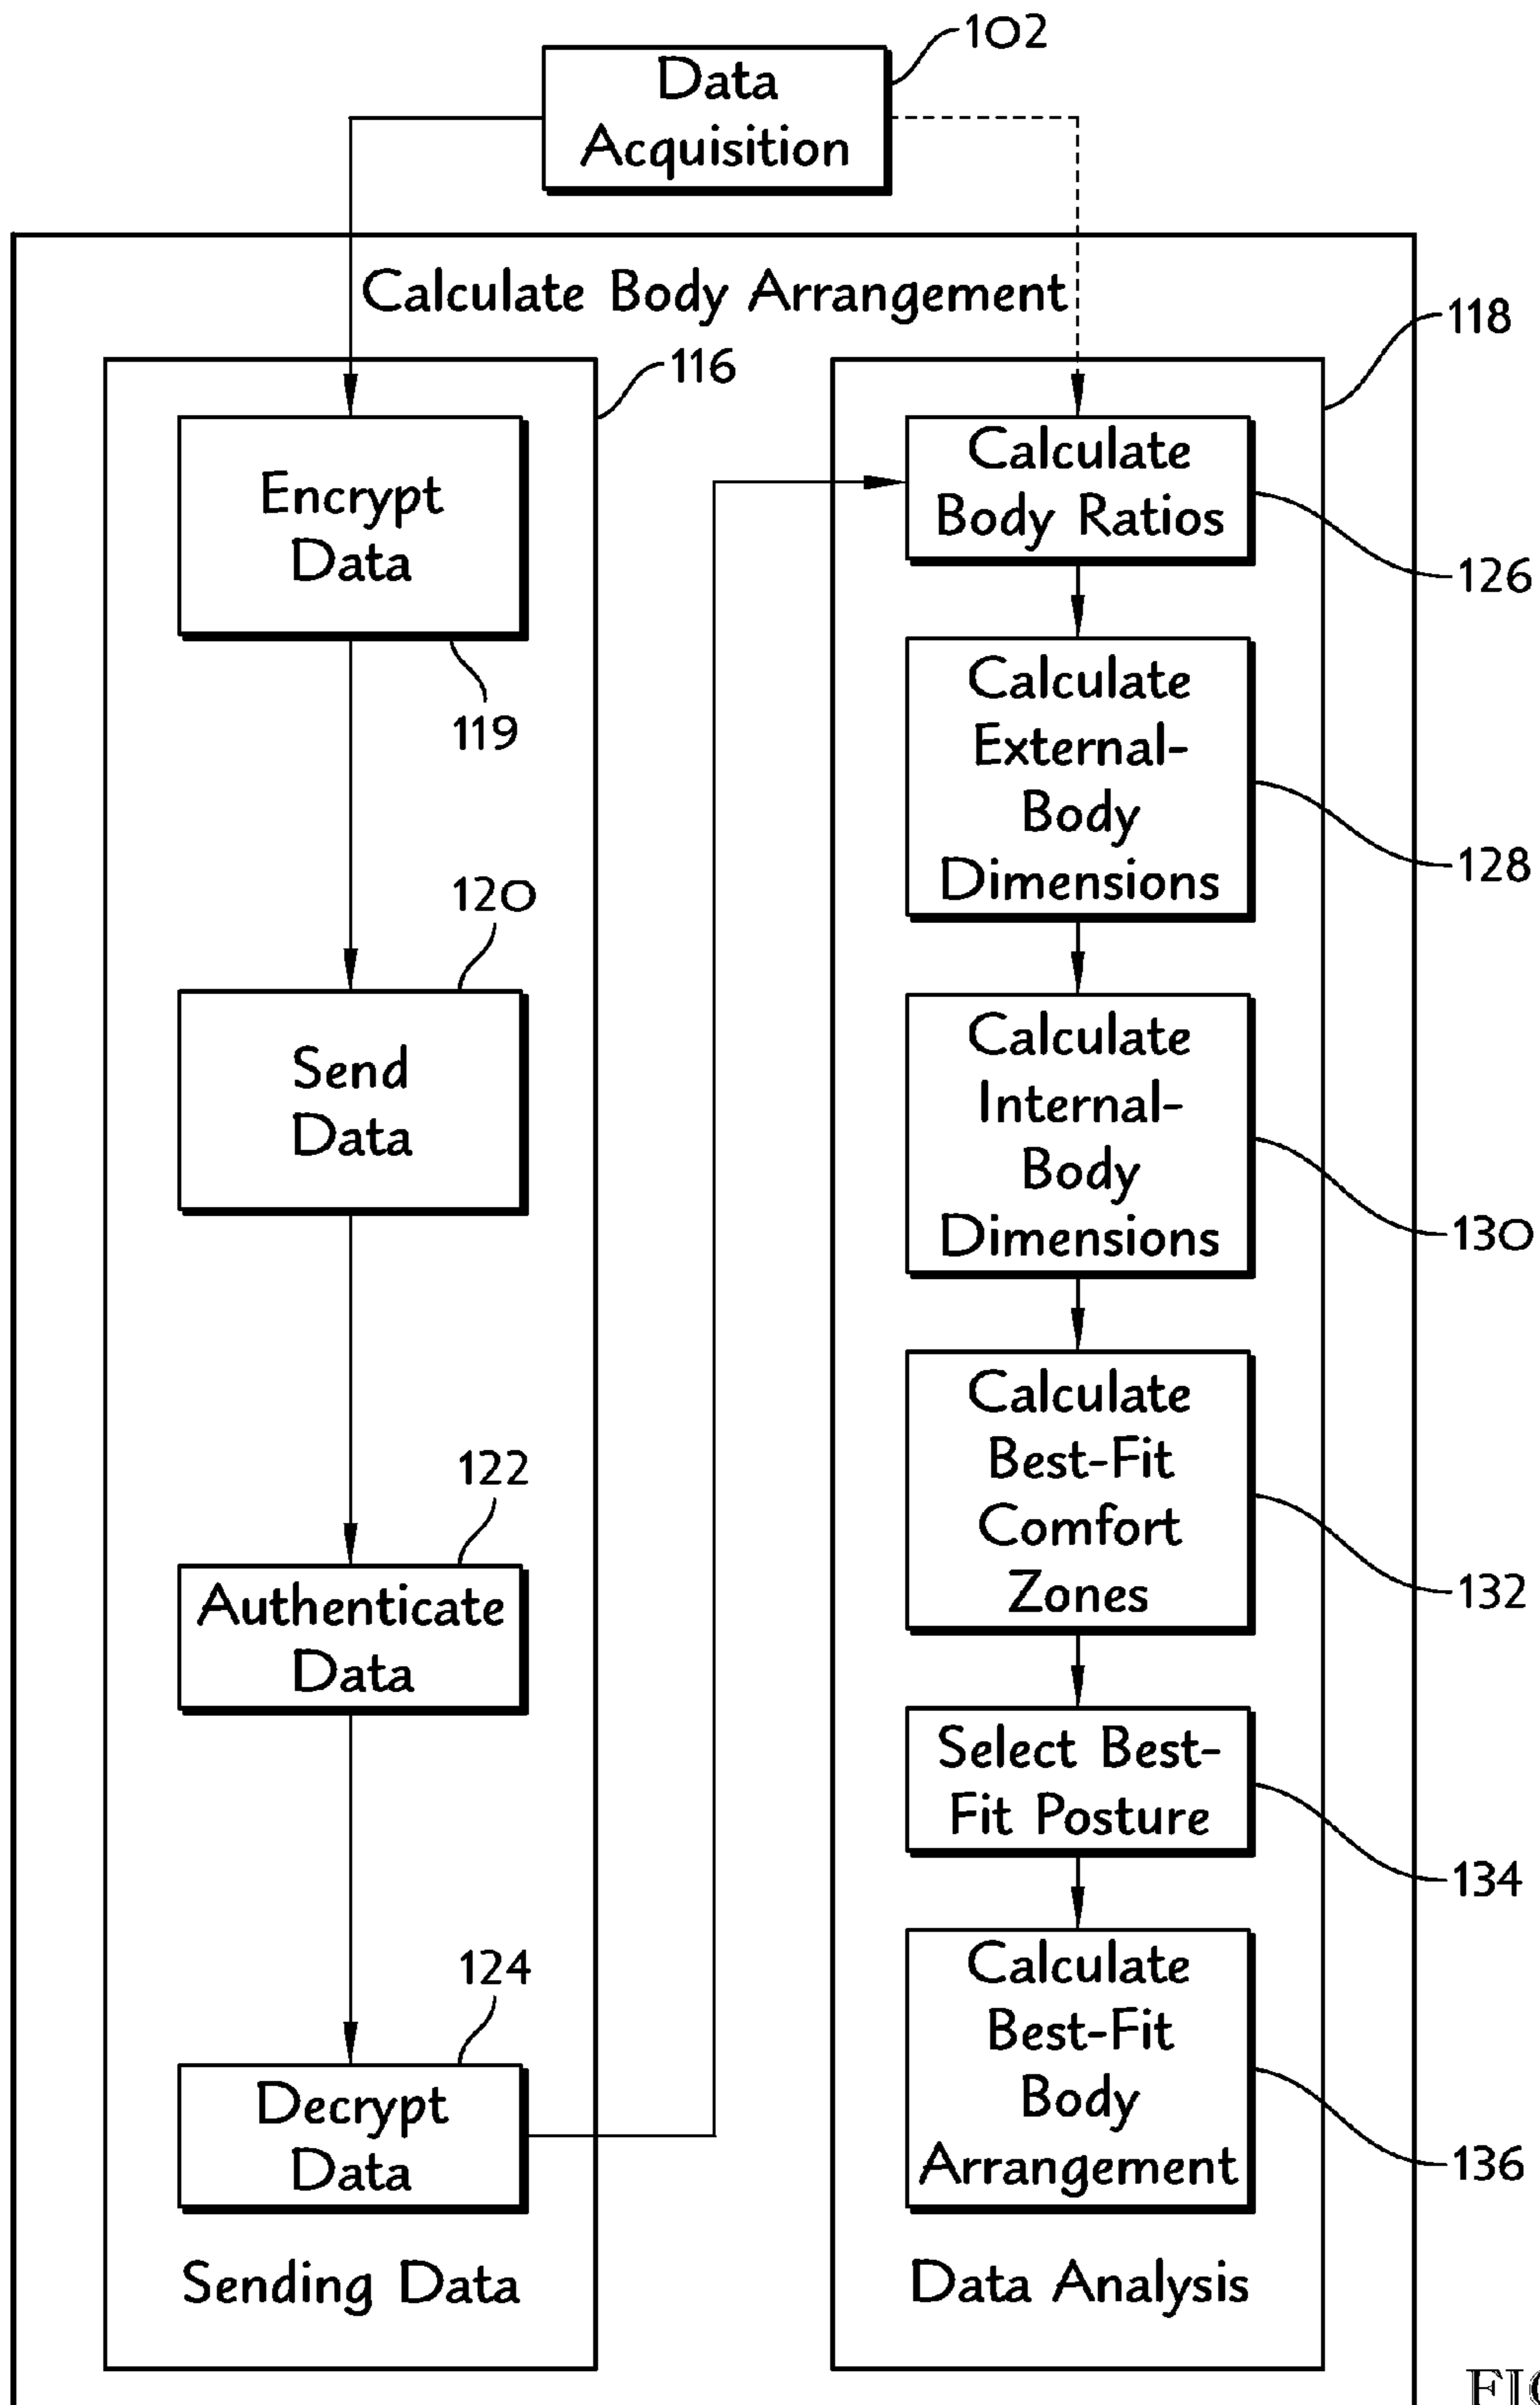 102
Data
Acquisition
Calculate Body Arrangement
116
118
Encrypt
Data
119
120
Send
Data
122
Authenticate
Data
124
Decrypt
Data
Sending Data
Calculate
Body Ratios
126
Calculate
External-
Body
Dimensions
128
Calculate
Internal-
Body
Dimensions
130
Calculate
Best-Fit
Comfort
Zones
132
Select Best-
Fit Posture
134
Calculate
Best-Fit
Body
Arrangement
136
Data Analysis